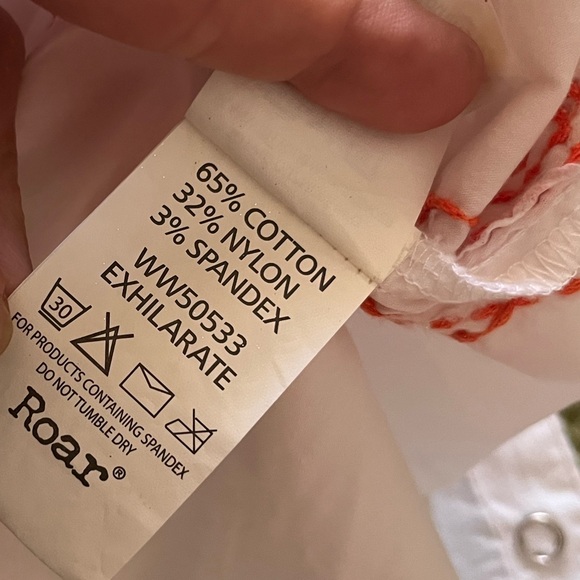 65% COTTON
32% NYLON
3% SPANDEX
WW50533
EXHILARATE
30
FOR PRODUCTS CONTAINING SPANDEX
DO NOT TUMBLE DRY
Roar®